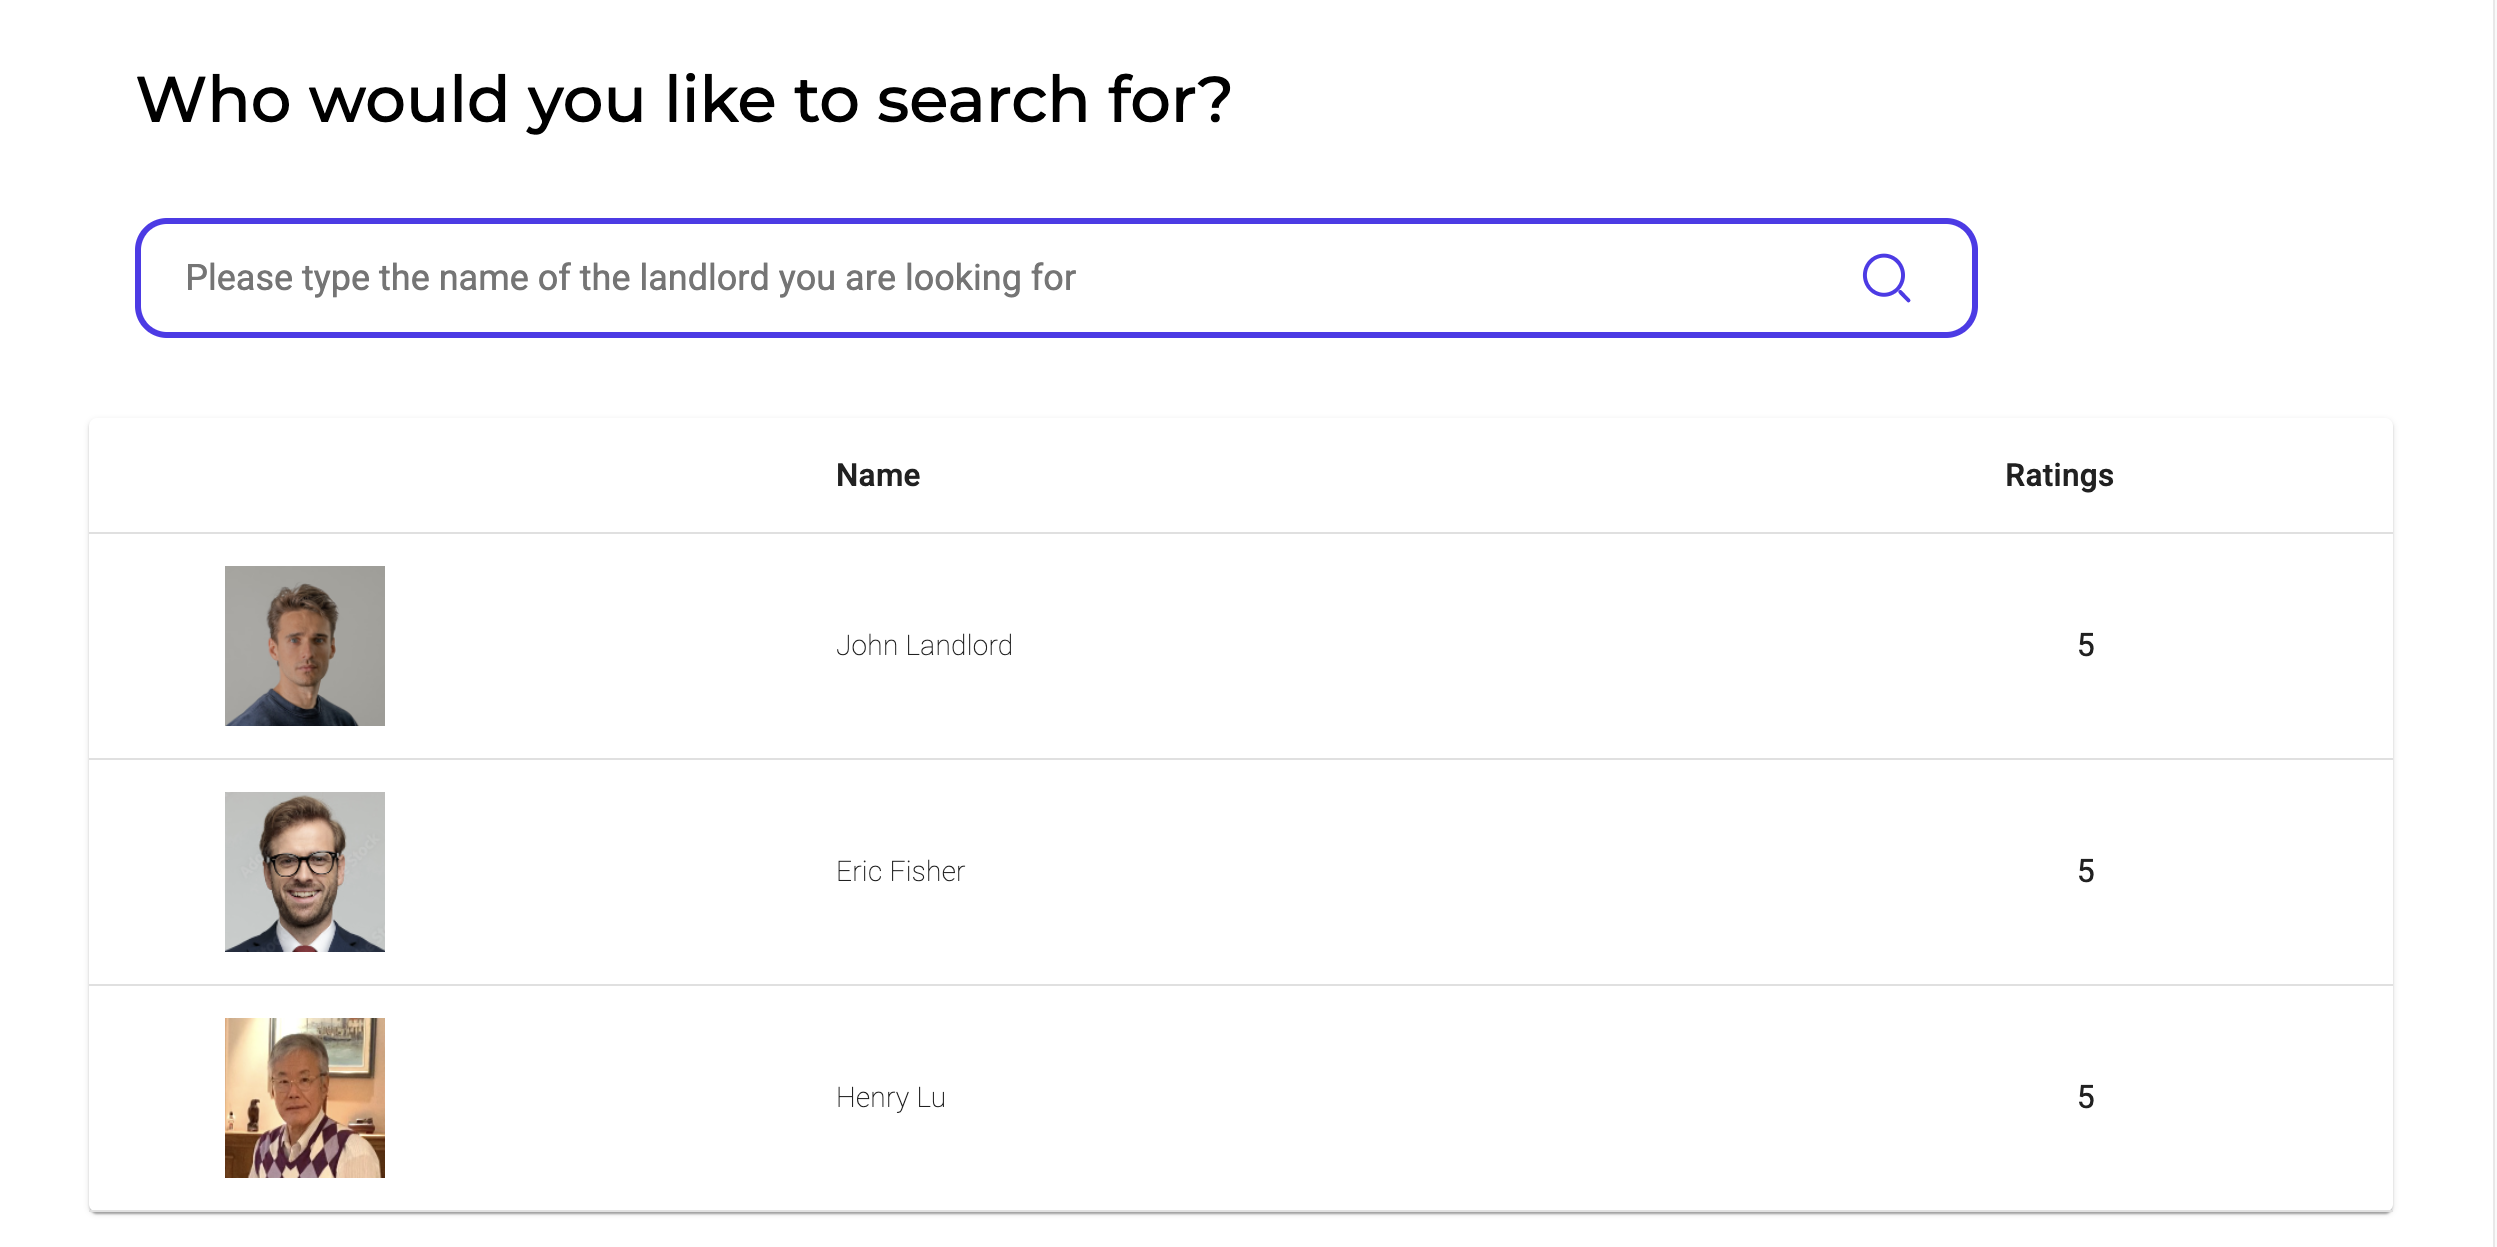 Who would you like to search for?
Please type the name of the landlord you are looking for
Name Ratings
John Landlord 5
Eric Fisher 5
Henry Lu 5